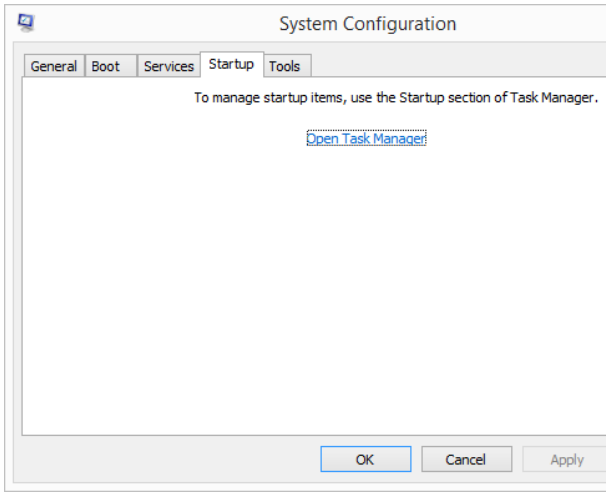 System Configuration
General Boot Services Startup Tools
To manage startup items, use the Startup section of Task Manager.
Open Task Manager
OK Cancel Apply